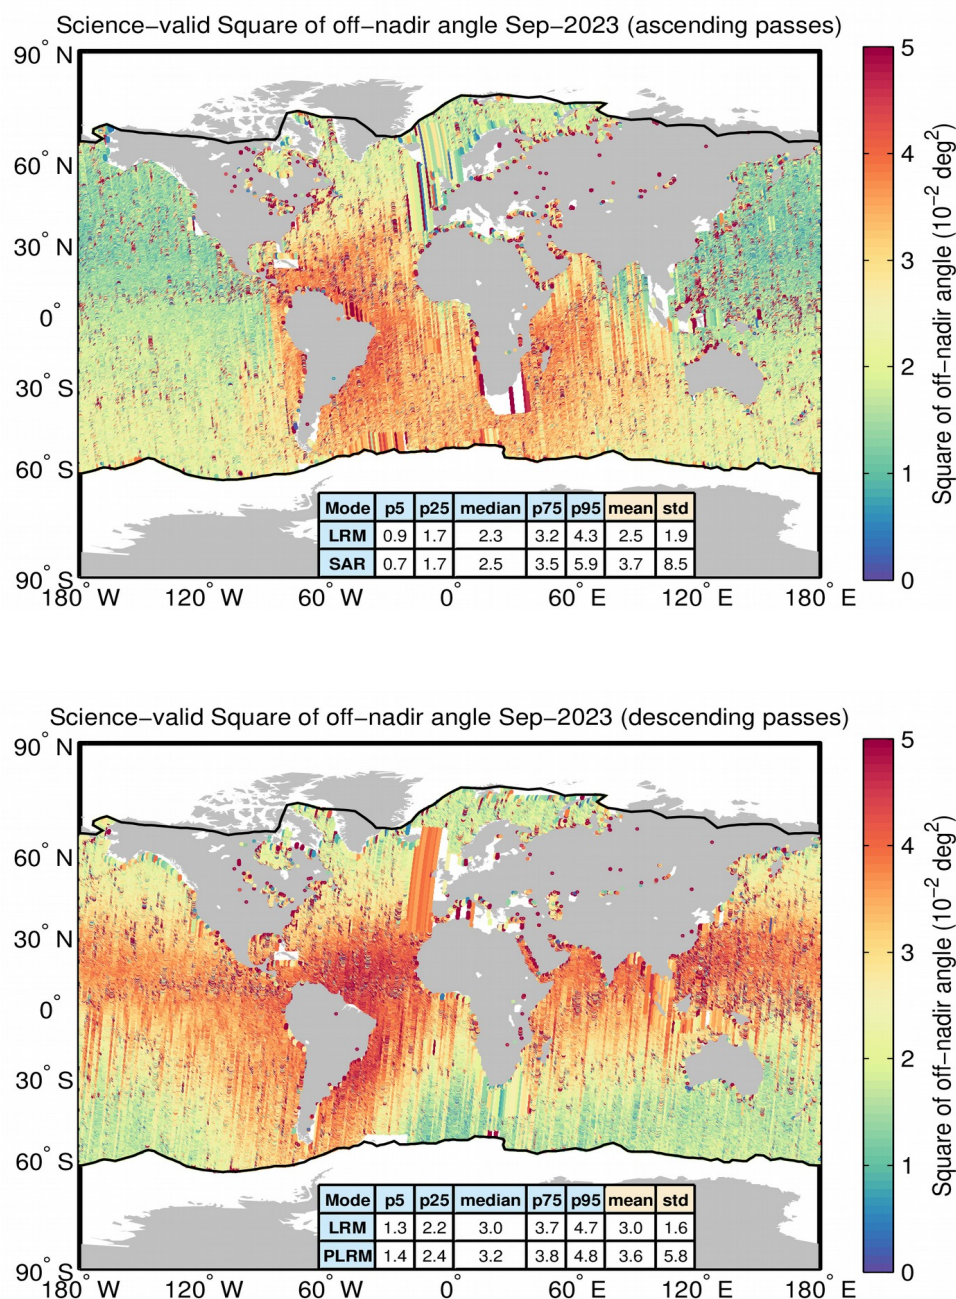 Science−valid Square of off−nadir angle Sep−2023 (ascending passes)
90° N
60° N
30° N
0°
30° S
60° S
90° S
180° W 120° W 60° W 0° 60° E 120° E 180° E
Mode p5 p25 median p75 p95 mean std
LRM 0.9 1.7 2.3 3.2 4.3 2.5 1.9
SAR 0.7 1.7 2.5 3.5 5.9 3.7 8.5
5
4
3
2
1
0
Square of off−nadir angle (10⁻² deg²)
Science−valid Square of off−nadir angle Sep−2023 (descending passes)
90° N
60° N
30° N
0°
30° S
60° S
90° S
180° W 120° W 60° W 0° 60° E 120° E 180° E
Mode p5 p25 median p75 p95 mean std
LRM 1.3 2.2 3.0 3.7 4.7 3.0 1.6
PLRM 1.4 2.4 3.2 3.8 4.8 3.6 5.8
5
4
3
2
1
0
Square of off−nadir angle (10⁻² deg²)